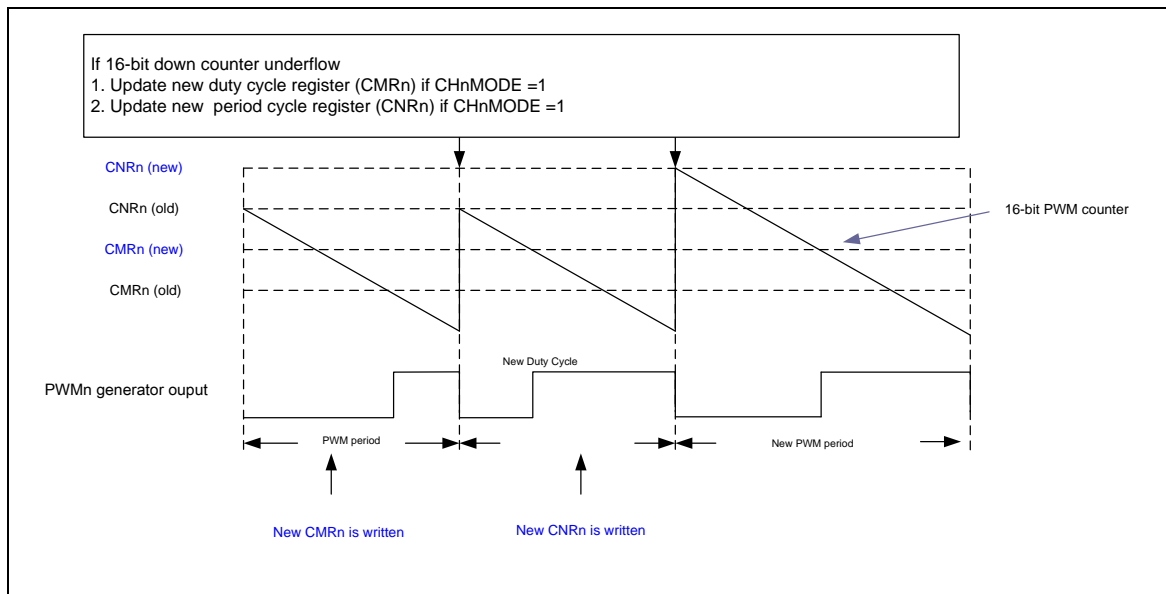 If 16-bit down counter underflow
1. Update new duty cycle register (CMRn) if CHnMODE =1
2. Update new  period cycle register (CNRn) if CHnMODE =1
CNRn (new)
CNRn (old)
16-bit PWM counter
CMRn (new)
CMRn (old)
New Duty Cycle
PWMn generator ouput
PWM period
New PWM period
New CMRn is written
New CNRn is written